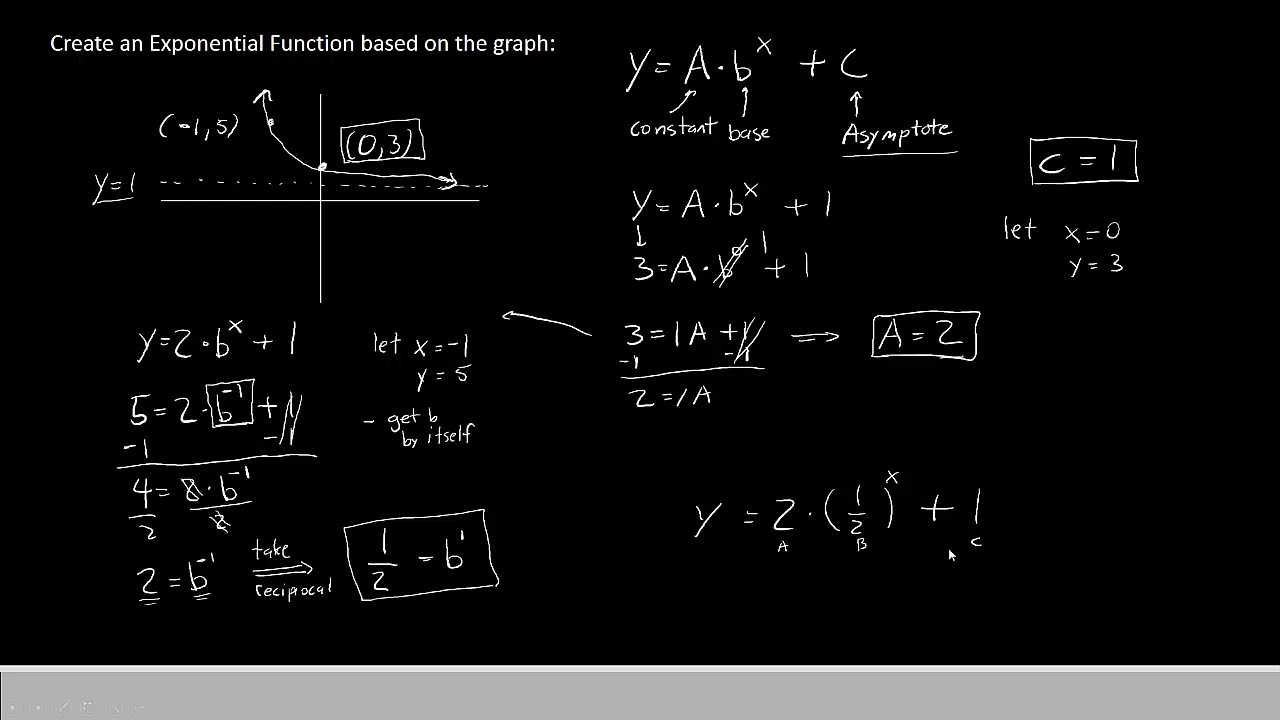 Create an Exponential Function based on the graph:
(-1,5)
(0,3)
y=1
y = A · b^x + C
constant base Asymptote
C = 1
y = A · b^x + 1
let x = 0
y = 3
3 = A · b^0 + 1
1
3 = 1A + 1
-1 -1
2 = 1A
A = 2
y = 2 · b^x + 1
let x = -1
y = 5
5 = 2 · b^-1 + 1
-1 -1
- get b
by itself
4 = 2 · b^-1
2 2
2 = b^-1
take
reciprocal
1/2 = b^1
y = 2 · (1/2)^x + 1
A B C